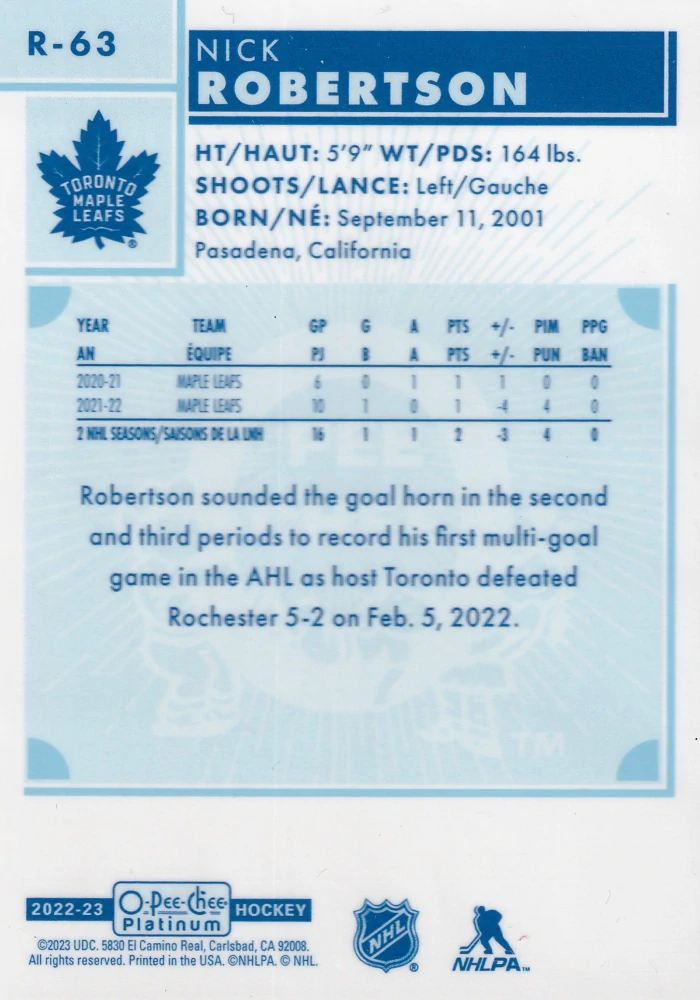 R-63
NICK
ROBERTSON
TORONTO
MAPLE
LEAFS
®
HT/HAUT: 5'9" WT/PDS: 164 lbs.
SHOOTS/LANCE: Left/Gauche
BORN/NÉ: September 11, 2001
Pasadena, California
YEAR TEAM GP G A PTS +/- PIM PPG
AN ÉQUIPE PJ B A PTS +/- PUN BAN
2020-21 MAPLE LEAFS 6 0 1 1 1 0 0
2021-22 MAPLE LEAFS 10 1 0 1 -4 4 0
2 NHL SEASONS/SAISONS DE LA LNH 16 1 1 2 -3 4 0
PEE
Robertson sounded the goal horn in the second
and third periods to record his first multi-goal
game in the AHL as host Toronto defeated
Rochester 5-2 on Feb. 5, 2022.
TM
2022-23 O-Pee-Chee Platinum HOCKEY
©2023 UDC. 5830 El Camino Real, Carlsbad, CA 92008.
All rights reserved. Printed in the USA. ©NHLPA. © NHL.
NHL ®
NHLPA™